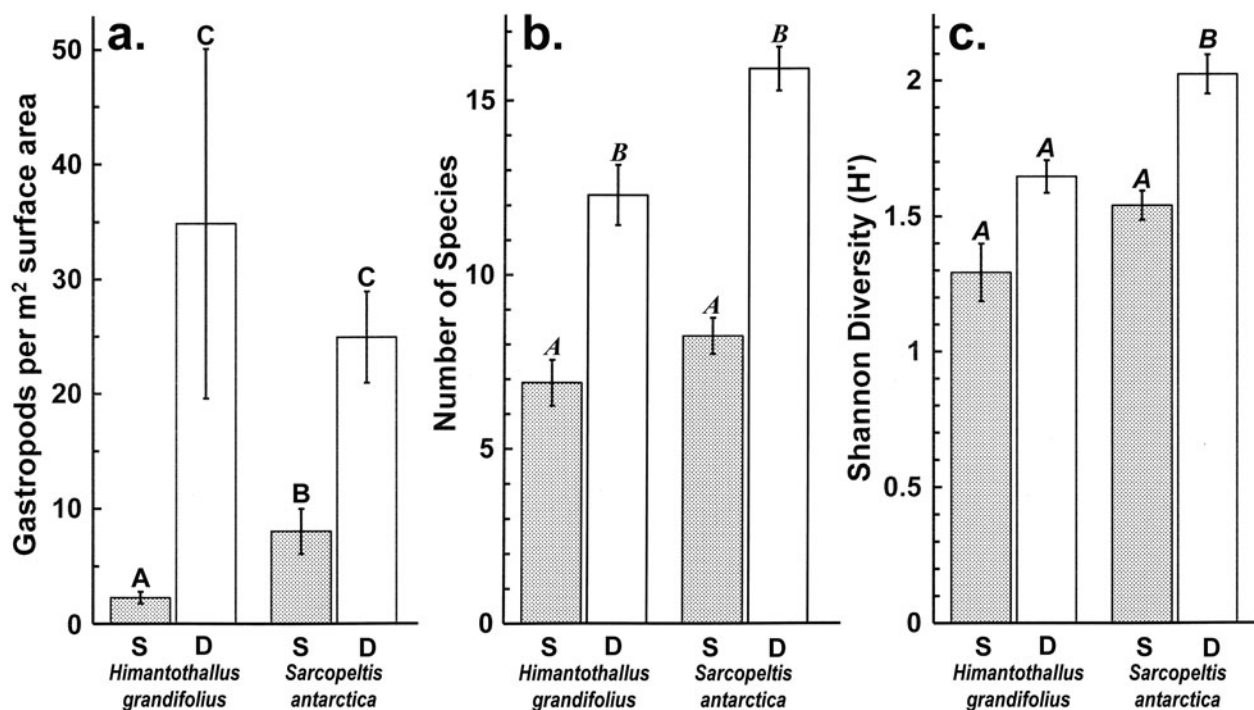 a.
Gastropods per m² surface area
50
40
30
20
10
0
A
C
B
C
S D S D
Himantothallus grandifolius
Sarcopeltis antarctica
b.
Number of Species
15
10
5
0
A
B
A
B
S D S D
Himantothallus grandifolius
Sarcopeltis antarctica
c.
Shannon Diversity (H')
2
1.5
1
0.5
0
A
A
A
B
S D S D
Himantothallus grandifolius
Sarcopeltis antarctica